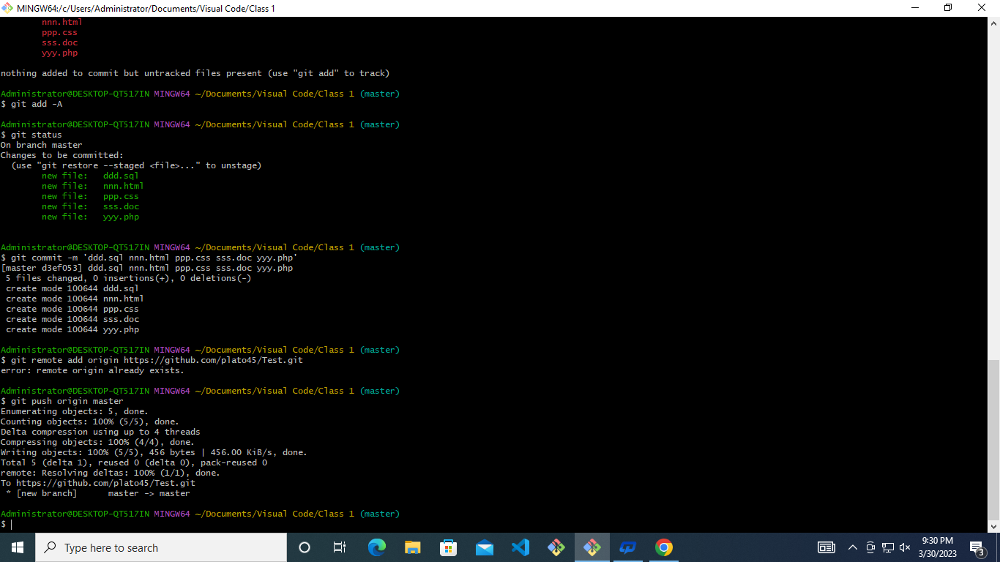 MINGW64:/c/Users/Administrator/Documents/Visual Code/Class 1
nnn.html
ppp.css
sss.doc
yyy.php
nothing added to commit but untracked files present (use "git add" to track)
Administrator@DESKTOP-QT517IN MINGW64 ~/Documents/Visual Code/Class 1 (master)
$ git add -A
Administrator@DESKTOP-QT517IN MINGW64 ~/Documents/Visual Code/Class 1 (master)
$ git status
On branch master
Changes to be committed:
(use "git restore --staged <file>..." to unstage)
new file: ddd.sql
new file: nnn.html
new file: ppp.css
new file: sss.doc
new file: yyy.php
Administrator@DESKTOP-QT517IN MINGW64 ~/Documents/Visual Code/Class 1 (master)
$ git commit -m 'ddd.sql nnn.html ppp.css sss.doc yyy.php'
[master d3ef053] ddd.sql nnn.html ppp.css sss.doc yyy.php
5 files changed, 0 insertions(+), 0 deletions(-)
create mode 100644 ddd.sql
create mode 100644 nnn.html
create mode 100644 ppp.css
create mode 100644 sss.doc
create mode 100644 yyy.php
Administrator@DESKTOP-QT517IN MINGW64 ~/Documents/Visual Code/Class 1 (master)
$ git remote add origin https://github.com/plato45/Test.git
error: remote origin already exists.
Administrator@DESKTOP-QT517IN MINGW64 ~/Documents/Visual Code/Class 1 (master)
$ git push origin master
Enumerating objects: 5, done.
Counting objects: 100% (5/5), done.
Delta compression using up to 4 threads
Compressing objects: 100% (4/4), done.
Writing objects: 100% (5/5), 456 bytes | 456.00 KiB/s, done.
Total 5 (delta 1), reused 0 (delta 0), pack-reused 0
remote: Resolving deltas: 100% (1/1), done.
To https://github.com/plato45/Test.git
* [new branch] master -> master
Administrator@DESKTOP-QT517IN MINGW64 ~/Documents/Visual Code/Class 1 (master)
$
Type here to search
9:30 PM
3/30/2023
3